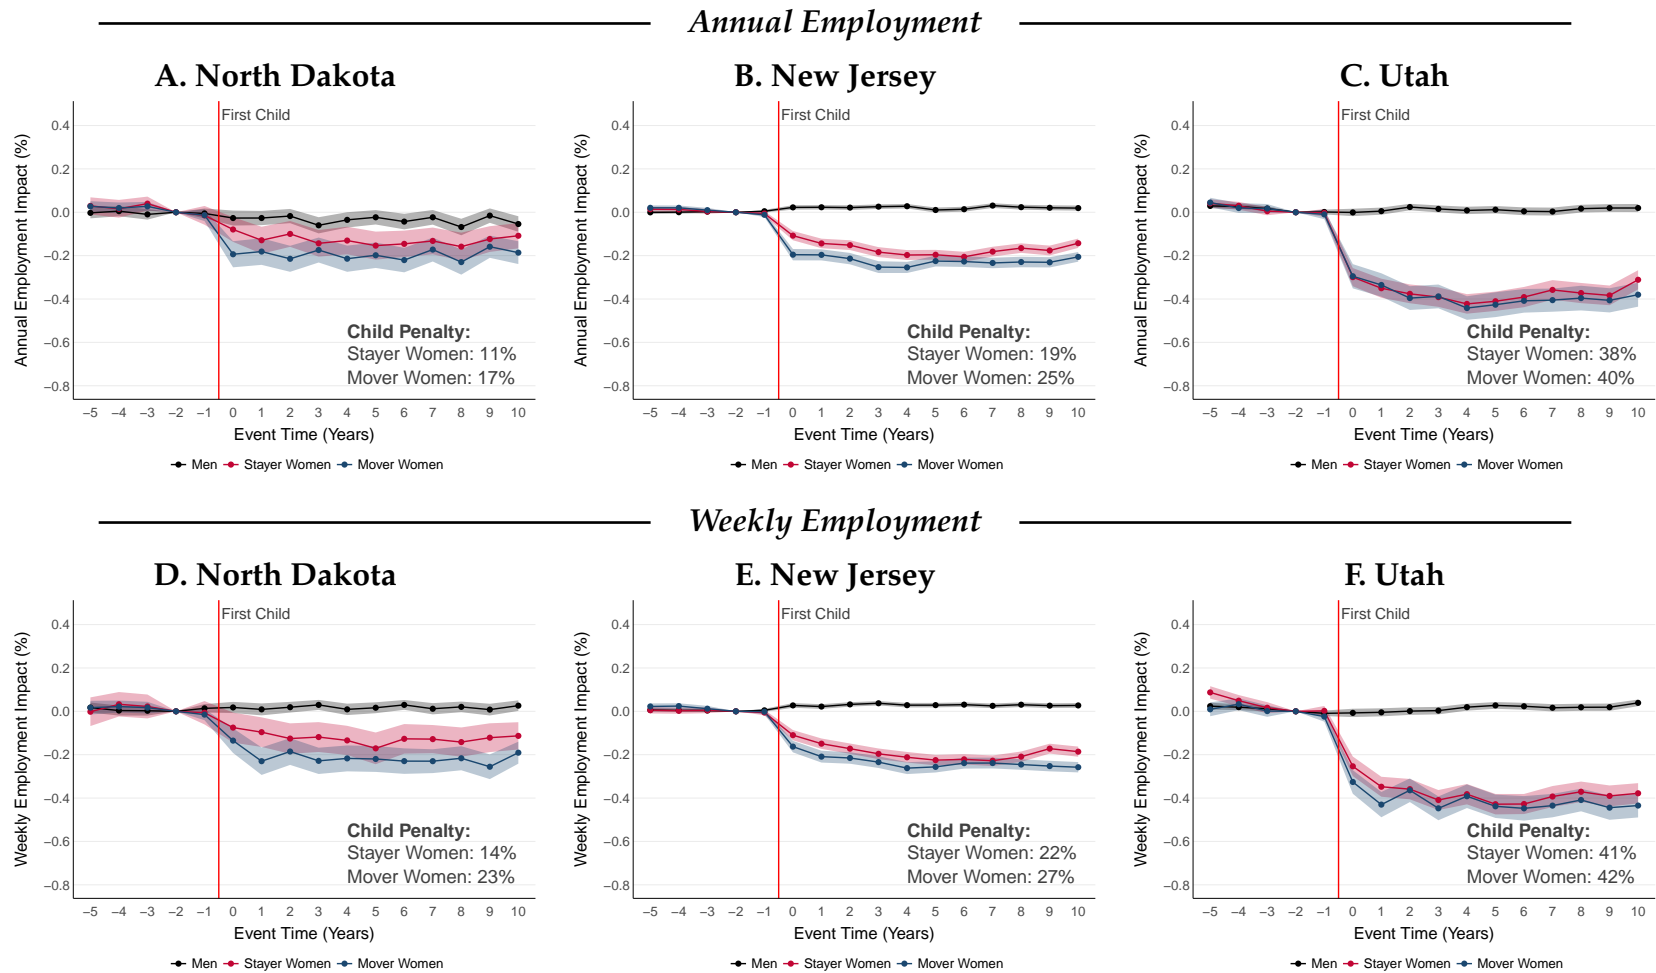 Annual Employment
A. North Dakota
First Child
Annual Employment Impact (%)
0.4
0.2
0.0
−0.2
−0.4
−0.6
−0.8
Child Penalty:
Stayer Women: 11%
Mover Women: 17%
−5 −4 −3 −2 −1 0 1 2 3 4 5 6 7 8 9 10
Event Time (Years)
Men Stayer Women Mover Women
B. New Jersey
First Child
Annual Employment Impact (%)
0.4
0.2
0.0
−0.2
−0.4
−0.6
−0.8
Child Penalty:
Stayer Women: 19%
Mover Women: 25%
−5 −4 −3 −2 −1 0 1 2 3 4 5 6 7 8 9 10
Event Time (Years)
Men Stayer Women Mover Women
C. Utah
First Child
Annual Employment Impact (%)
0.4
0.2
0.0
−0.2
−0.4
−0.6
−0.8
Child Penalty:
Stayer Women: 38%
Mover Women: 40%
−5 −4 −3 −2 −1 0 1 2 3 4 5 6 7 8 9 10
Event Time (Years)
Men Stayer Women Mover Women
Weekly Employment
D. North Dakota
First Child
Weekly Employment Impact (%)
0.4
0.2
0.0
−0.2
−0.4
−0.6
−0.8
Child Penalty:
Stayer Women: 14%
Mover Women: 23%
−5 −4 −3 −2 −1 0 1 2 3 4 5 6 7 8 9 10
Event Time (Years)
Men Stayer Women Mover Women
E. New Jersey
First Child
Weekly Employment Impact (%)
0.4
0.2
0.0
−0.2
−0.4
−0.6
−0.8
Child Penalty:
Stayer Women: 22%
Mover Women: 27%
−5 −4 −3 −2 −1 0 1 2 3 4 5 6 7 8 9 10
Event Time (Years)
Men Stayer Women Mover Women
F. Utah
First Child
Weekly Employment Impact (%)
0.4
0.2
0.0
−0.2
−0.4
−0.6
−0.8
Child Penalty:
Stayer Women: 41%
Mover Women: 42%
−5 −4 −3 −2 −1 0 1 2 3 4 5 6 7 8 9 10
Event Time (Years)
Men Stayer Women Mover Women